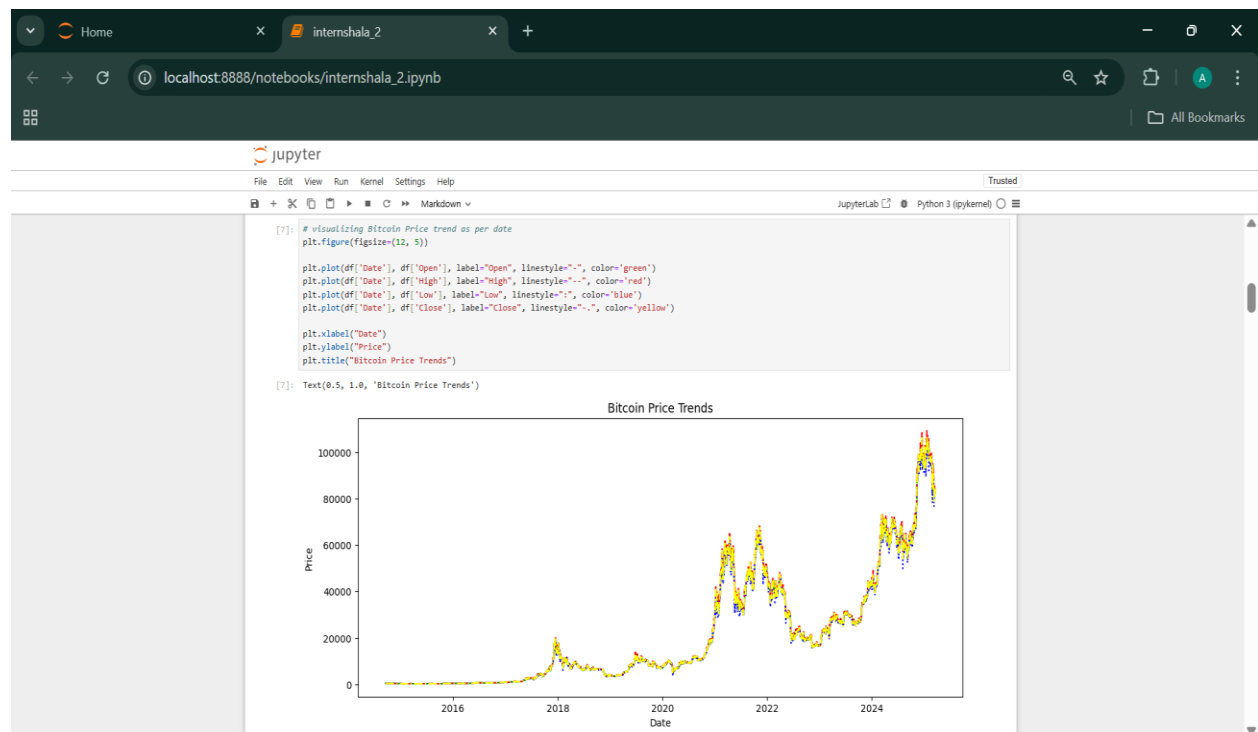 Home
internshala_2
localhost:8888/notebooks/internshala_2.ipynb
A
All Bookmarks
jupyter
File Edit View Run Kernel Settings Help
Trusted
Markdown
JupyterLab
Python 3 (ipykernel)
[7]: # visualizing Bitcoin Price trend as per date
plt.figure(figsize=(12, 5))
plt.plot(df['Date'], df['Open'], label="Open", linestyle="-", color='green')
plt.plot(df['Date'], df['High'], label="High", linestyle="--", color='red')
plt.plot(df['Date'], df['Low'], label="Low", linestyle=":", color='blue')
plt.plot(df['Date'], df['Close'], label="Close", linestyle="-.", color='yellow')
plt.xlabel("Date")
plt.ylabel("Price")
plt.title("Bitcoin Price Trends")
[7]: Text(0.5, 1.0, 'Bitcoin Price Trends')
Bitcoin Price Trends
100000
80000
60000
40000
20000
0
Price
2016 2018 2020 2022 2024
Date